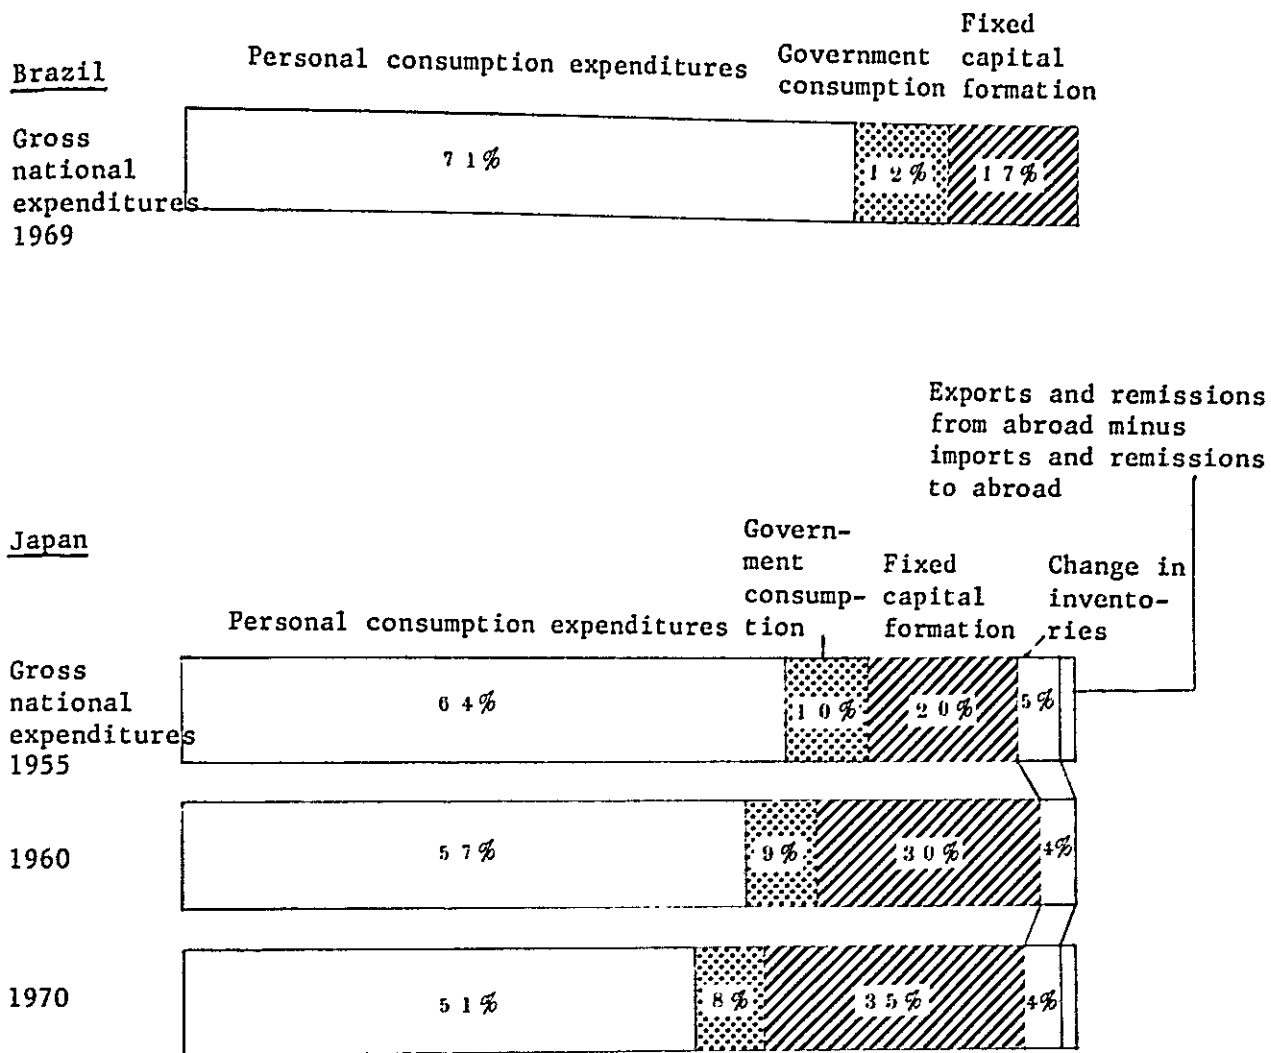 Brazil
Personal consumption expenditures
Government
consumption
Fixed
capital
formation
Gross
national
expenditures
1969
71%
12%
17%
Exports and remissions
from abroad minus
imports and remissions
to abroad
Japan
Personal consumption expenditures
Govern-
ment
consump-
tion
Fixed
capital
formation
Change in
invento-
ries
Gross
national
expenditures
1955
64%
10%
20%
5%
1960
57%
9%
30%
4%
1970
51%
8%
35%
4%